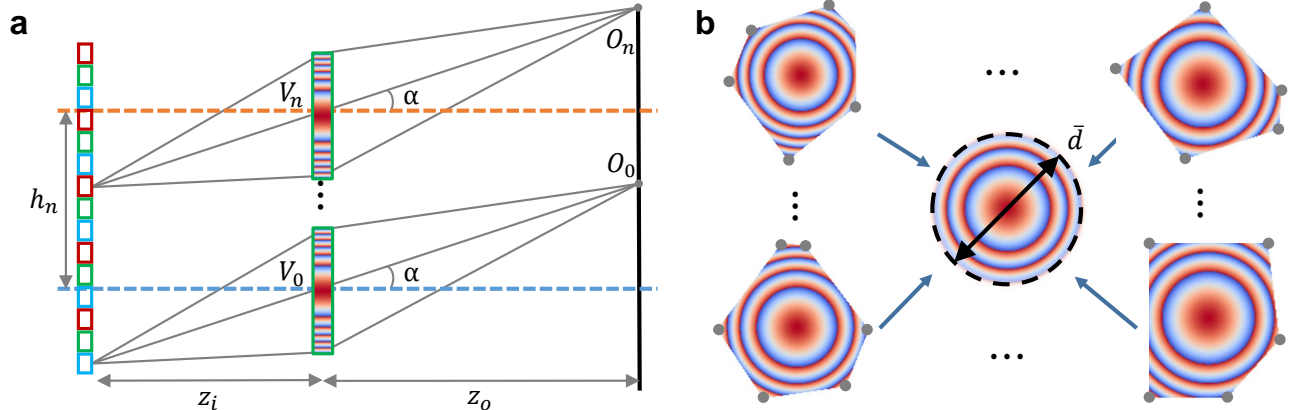 a
b
O_n
V_n
α
h_n
O_0
V_0
α
z_i
z_o
d̄